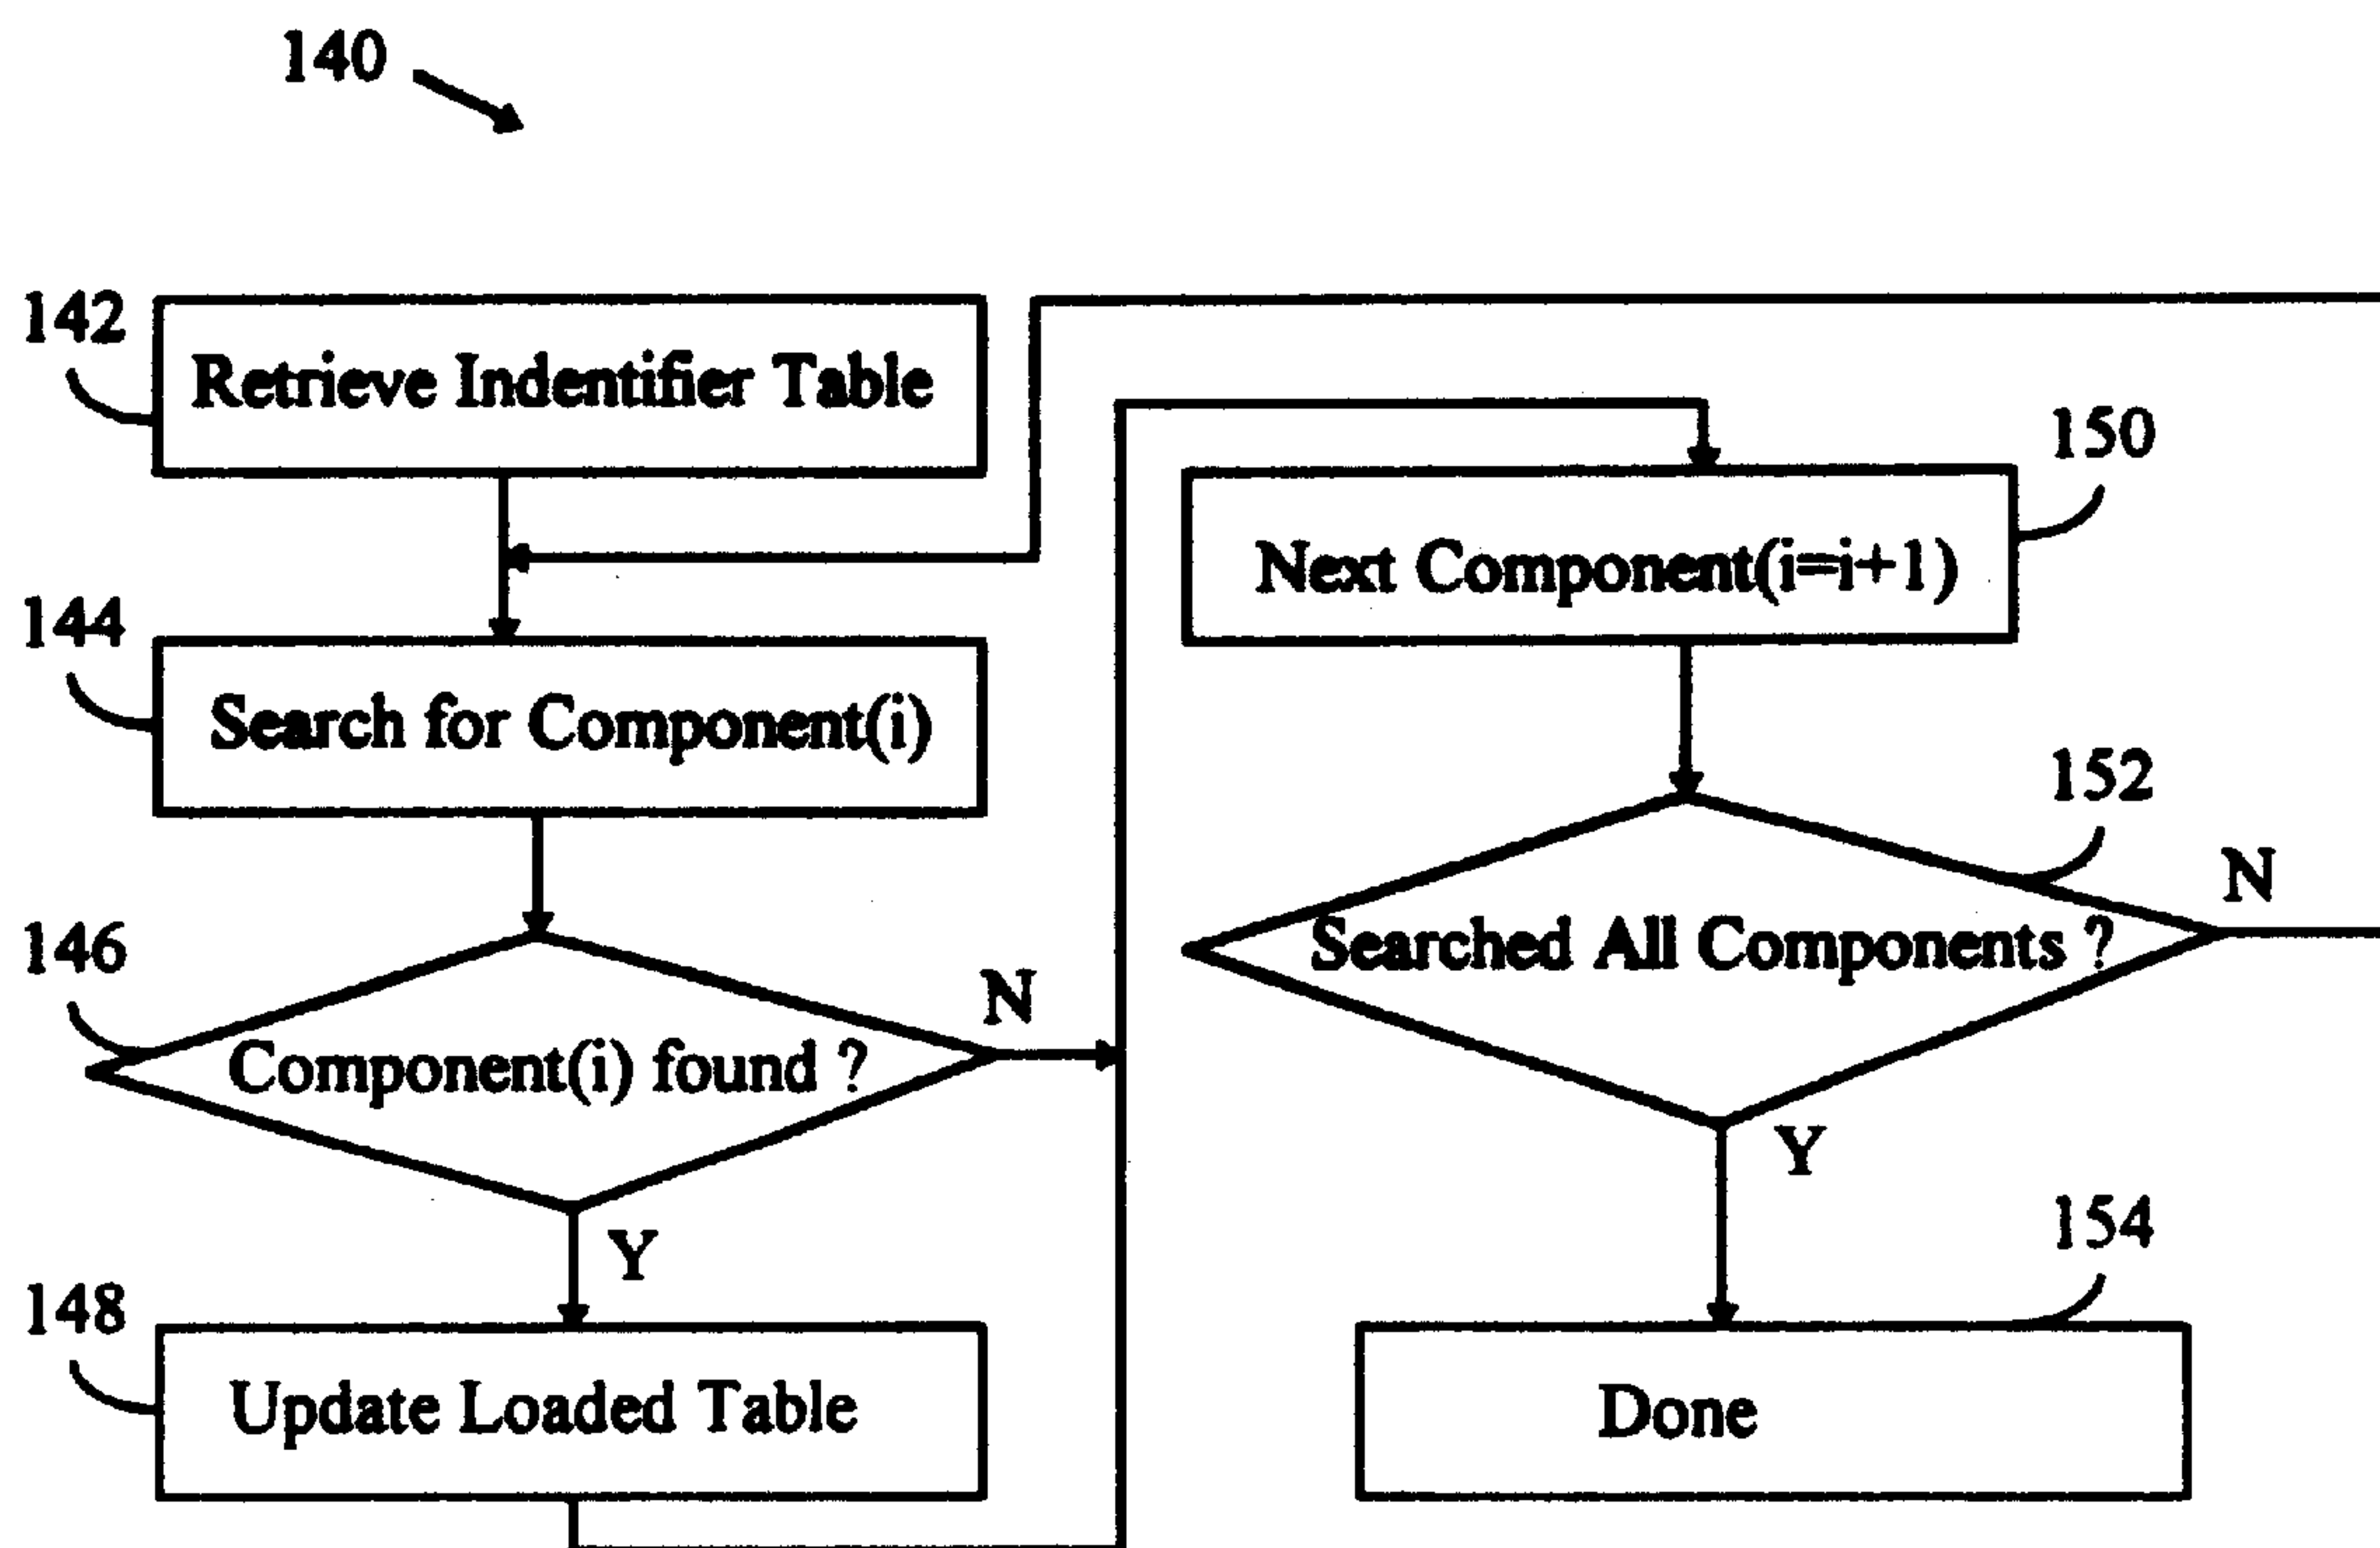 140
142
Retrieve Indentifier Table
144
Search for Component(i)
146
Component(i) found ?
N
Y
148
Update Loaded Table
150
Next Component(i=i+1)
152
Searched All Components ?
N
Y
154
Done